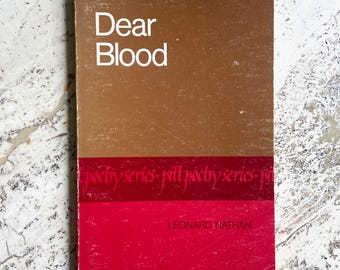 Dear
Blood
poetry series - pitt poetry series - pi
LEONARD NATHAN